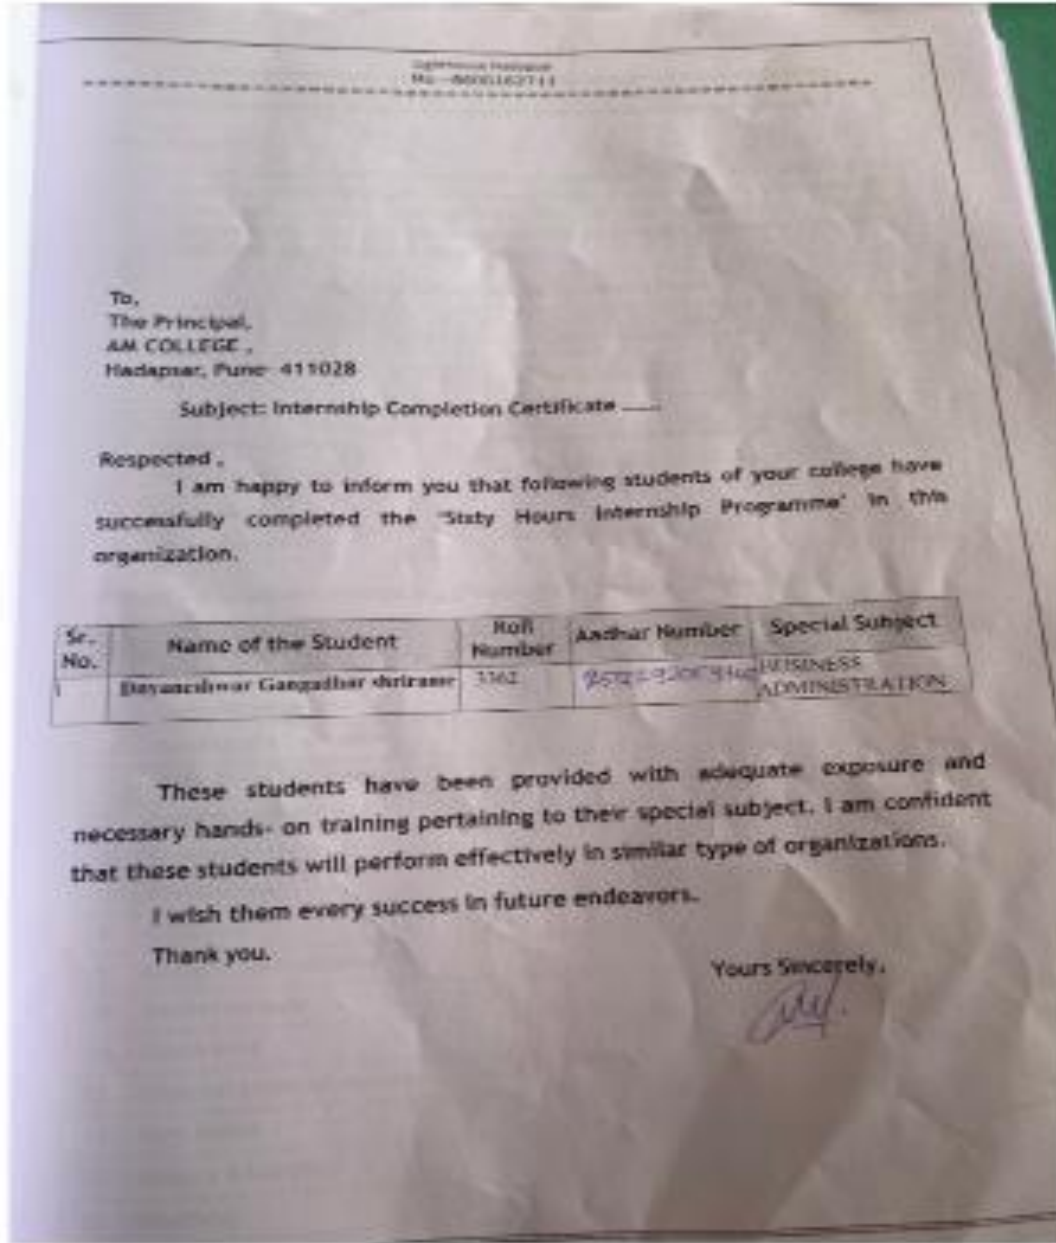 To,
The Principal,
AM COLLEGE ,
Hadapsar, Pune 411028
Subject: Internship Completion Certificate ......
Respected ,
I am happy to inform you that following students of your college have
successfully completed the "Sixty Hours Internship Programme" in this
organization.
Sr. No. Name of the Student Roll Number Aadhar Number Special Subject
1 Gangadhar shrirame 3362 BUSINESS ADMINISTRATION
These students have been provided with adequate exposure and
necessary hands- on training pertaining to their special subject. I am confident
that these students will perform effectively in similar type of organizations.
I wish them every success in future endeavors.
Thank you.
Yours Sincerely,